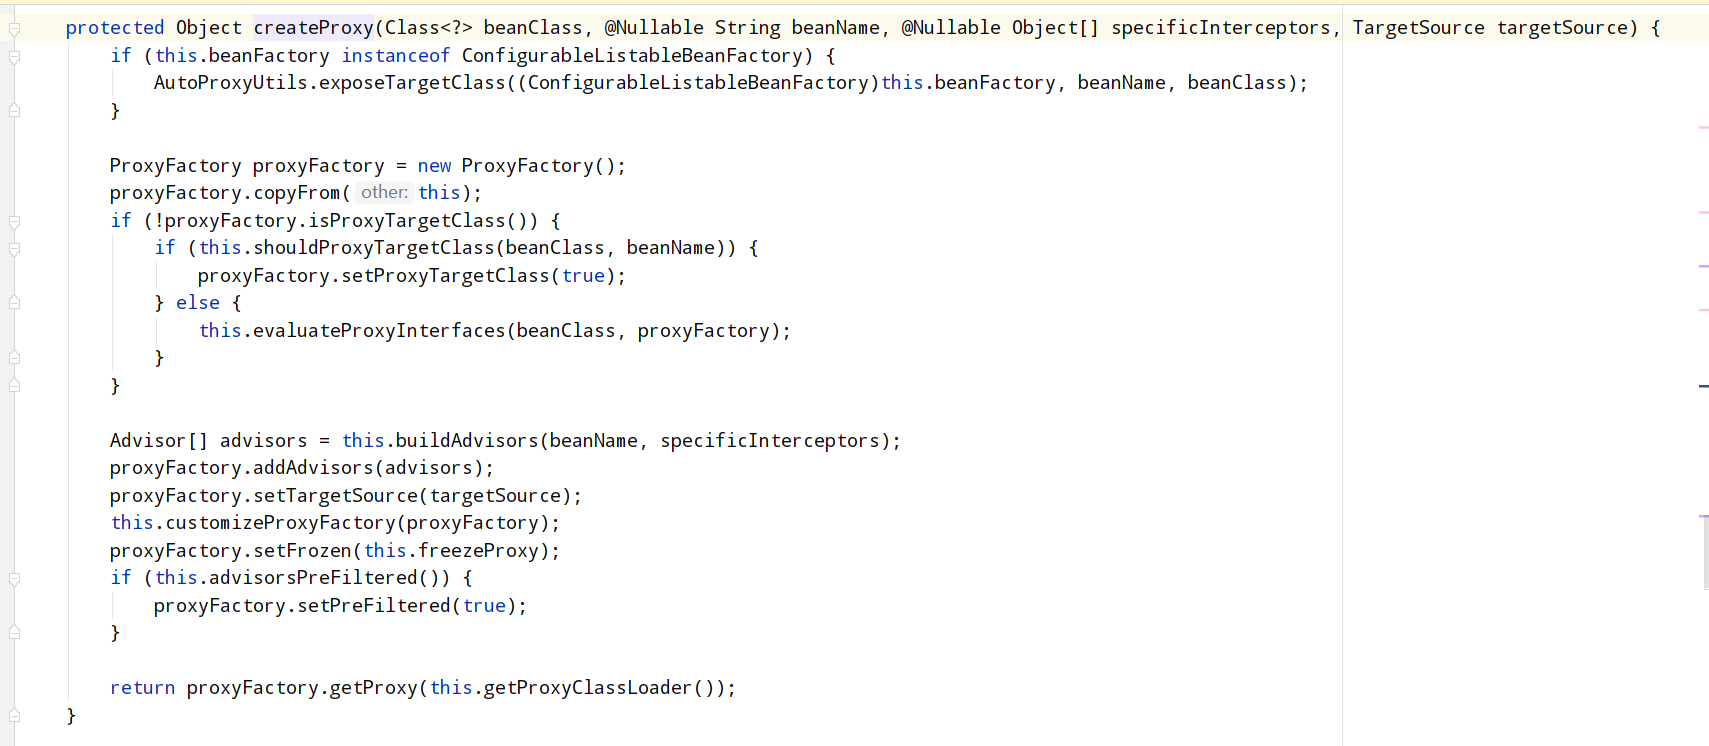 protected Object createProxy(Class<?> beanClass, @Nullable String beanName, @Nullable Object[] specificInterceptors, TargetSource targetSource) {
    if (this.beanFactory instanceof ConfigurableListableBeanFactory) {
        AutoProxyUtils.exposeTargetClass((ConfigurableListableBeanFactory)this.beanFactory, beanName, beanClass);
    }

    ProxyFactory proxyFactory = new ProxyFactory();
    proxyFactory.copyFrom( other: this);
    if (!proxyFactory.isProxyTargetClass()) {
        if (this.shouldProxyTargetClass(beanClass, beanName)) {
            proxyFactory.setProxyTargetClass(true);
        } else {
            this.evaluateProxyInterfaces(beanClass, proxyFactory);
        }
    }

    Advisor[] advisors = this.buildAdvisors(beanName, specificInterceptors);
    proxyFactory.addAdvisors(advisors);
    proxyFactory.setTargetSource(targetSource);
    this.customizeProxyFactory(proxyFactory);
    proxyFactory.setFrozen(this.freezeProxy);
    if (this.advisorsPreFiltered()) {
        proxyFactory.setPreFiltered(true);
    }

    return proxyFactory.getProxy(this.getProxyClassLoader());
}